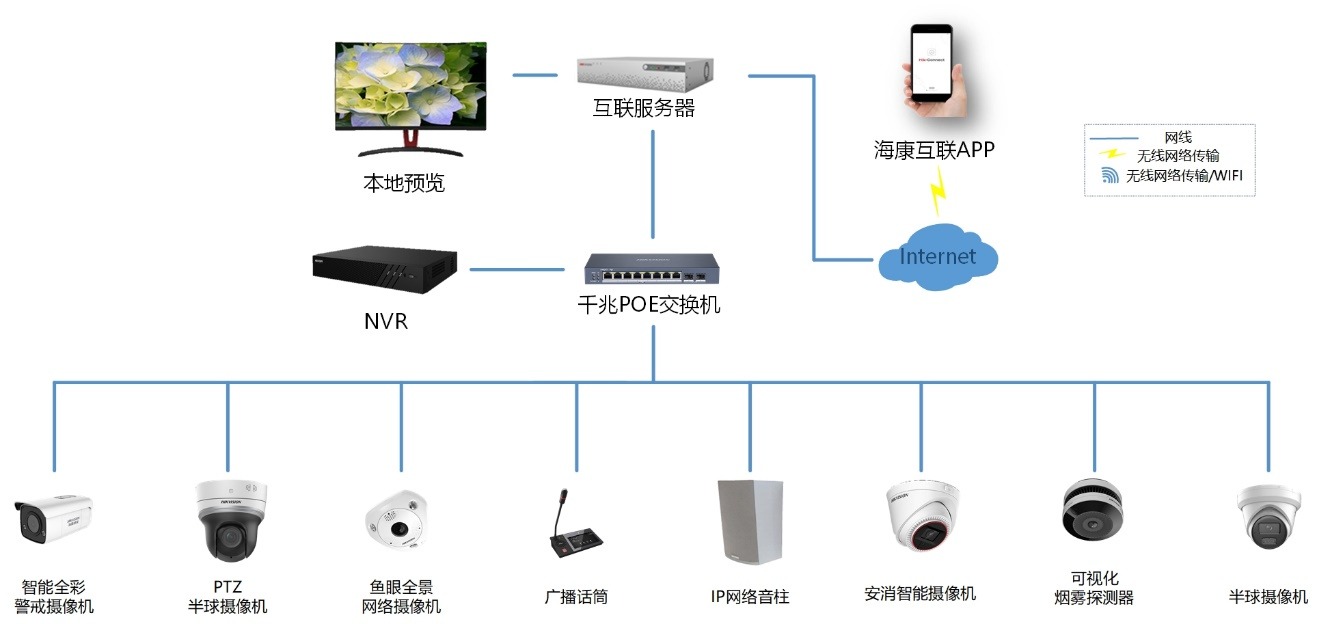 互联服务器
Hik-Connect
海康互联APP
网线
无线网络传输
无线网络传输/WIFI
本地预览
Internet
HIKVISION
千兆POE交换机
NVR
HIKVISION
HIKVISION
智能全彩
警戒摄像机
PTZ
半球摄像机
鱼眼全景
网络摄像机
广播话筒
IP网络音柱
安消智能摄像机
可视化
烟雾探测器
半球摄像机